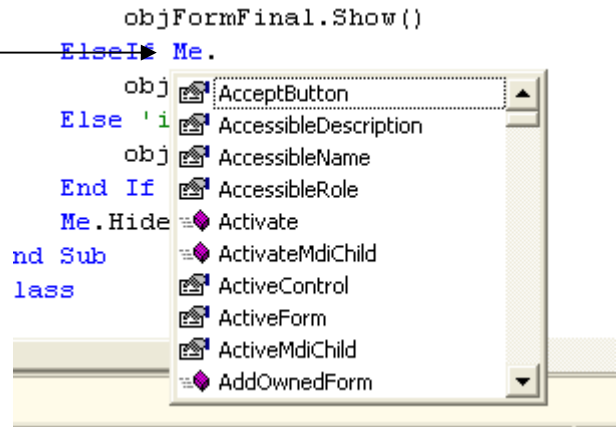 objFormFinal.Show()
ElseIf Me.
obj
Else 'i
obj
End If
Me.Hide
nd Sub
lass
AcceptButton
AccessibleDescription
AccessibleName
AccessibleRole
Activate
ActivateMdiChild
ActiveControl
ActiveForm
ActiveMdiChild
AddOwnedForm